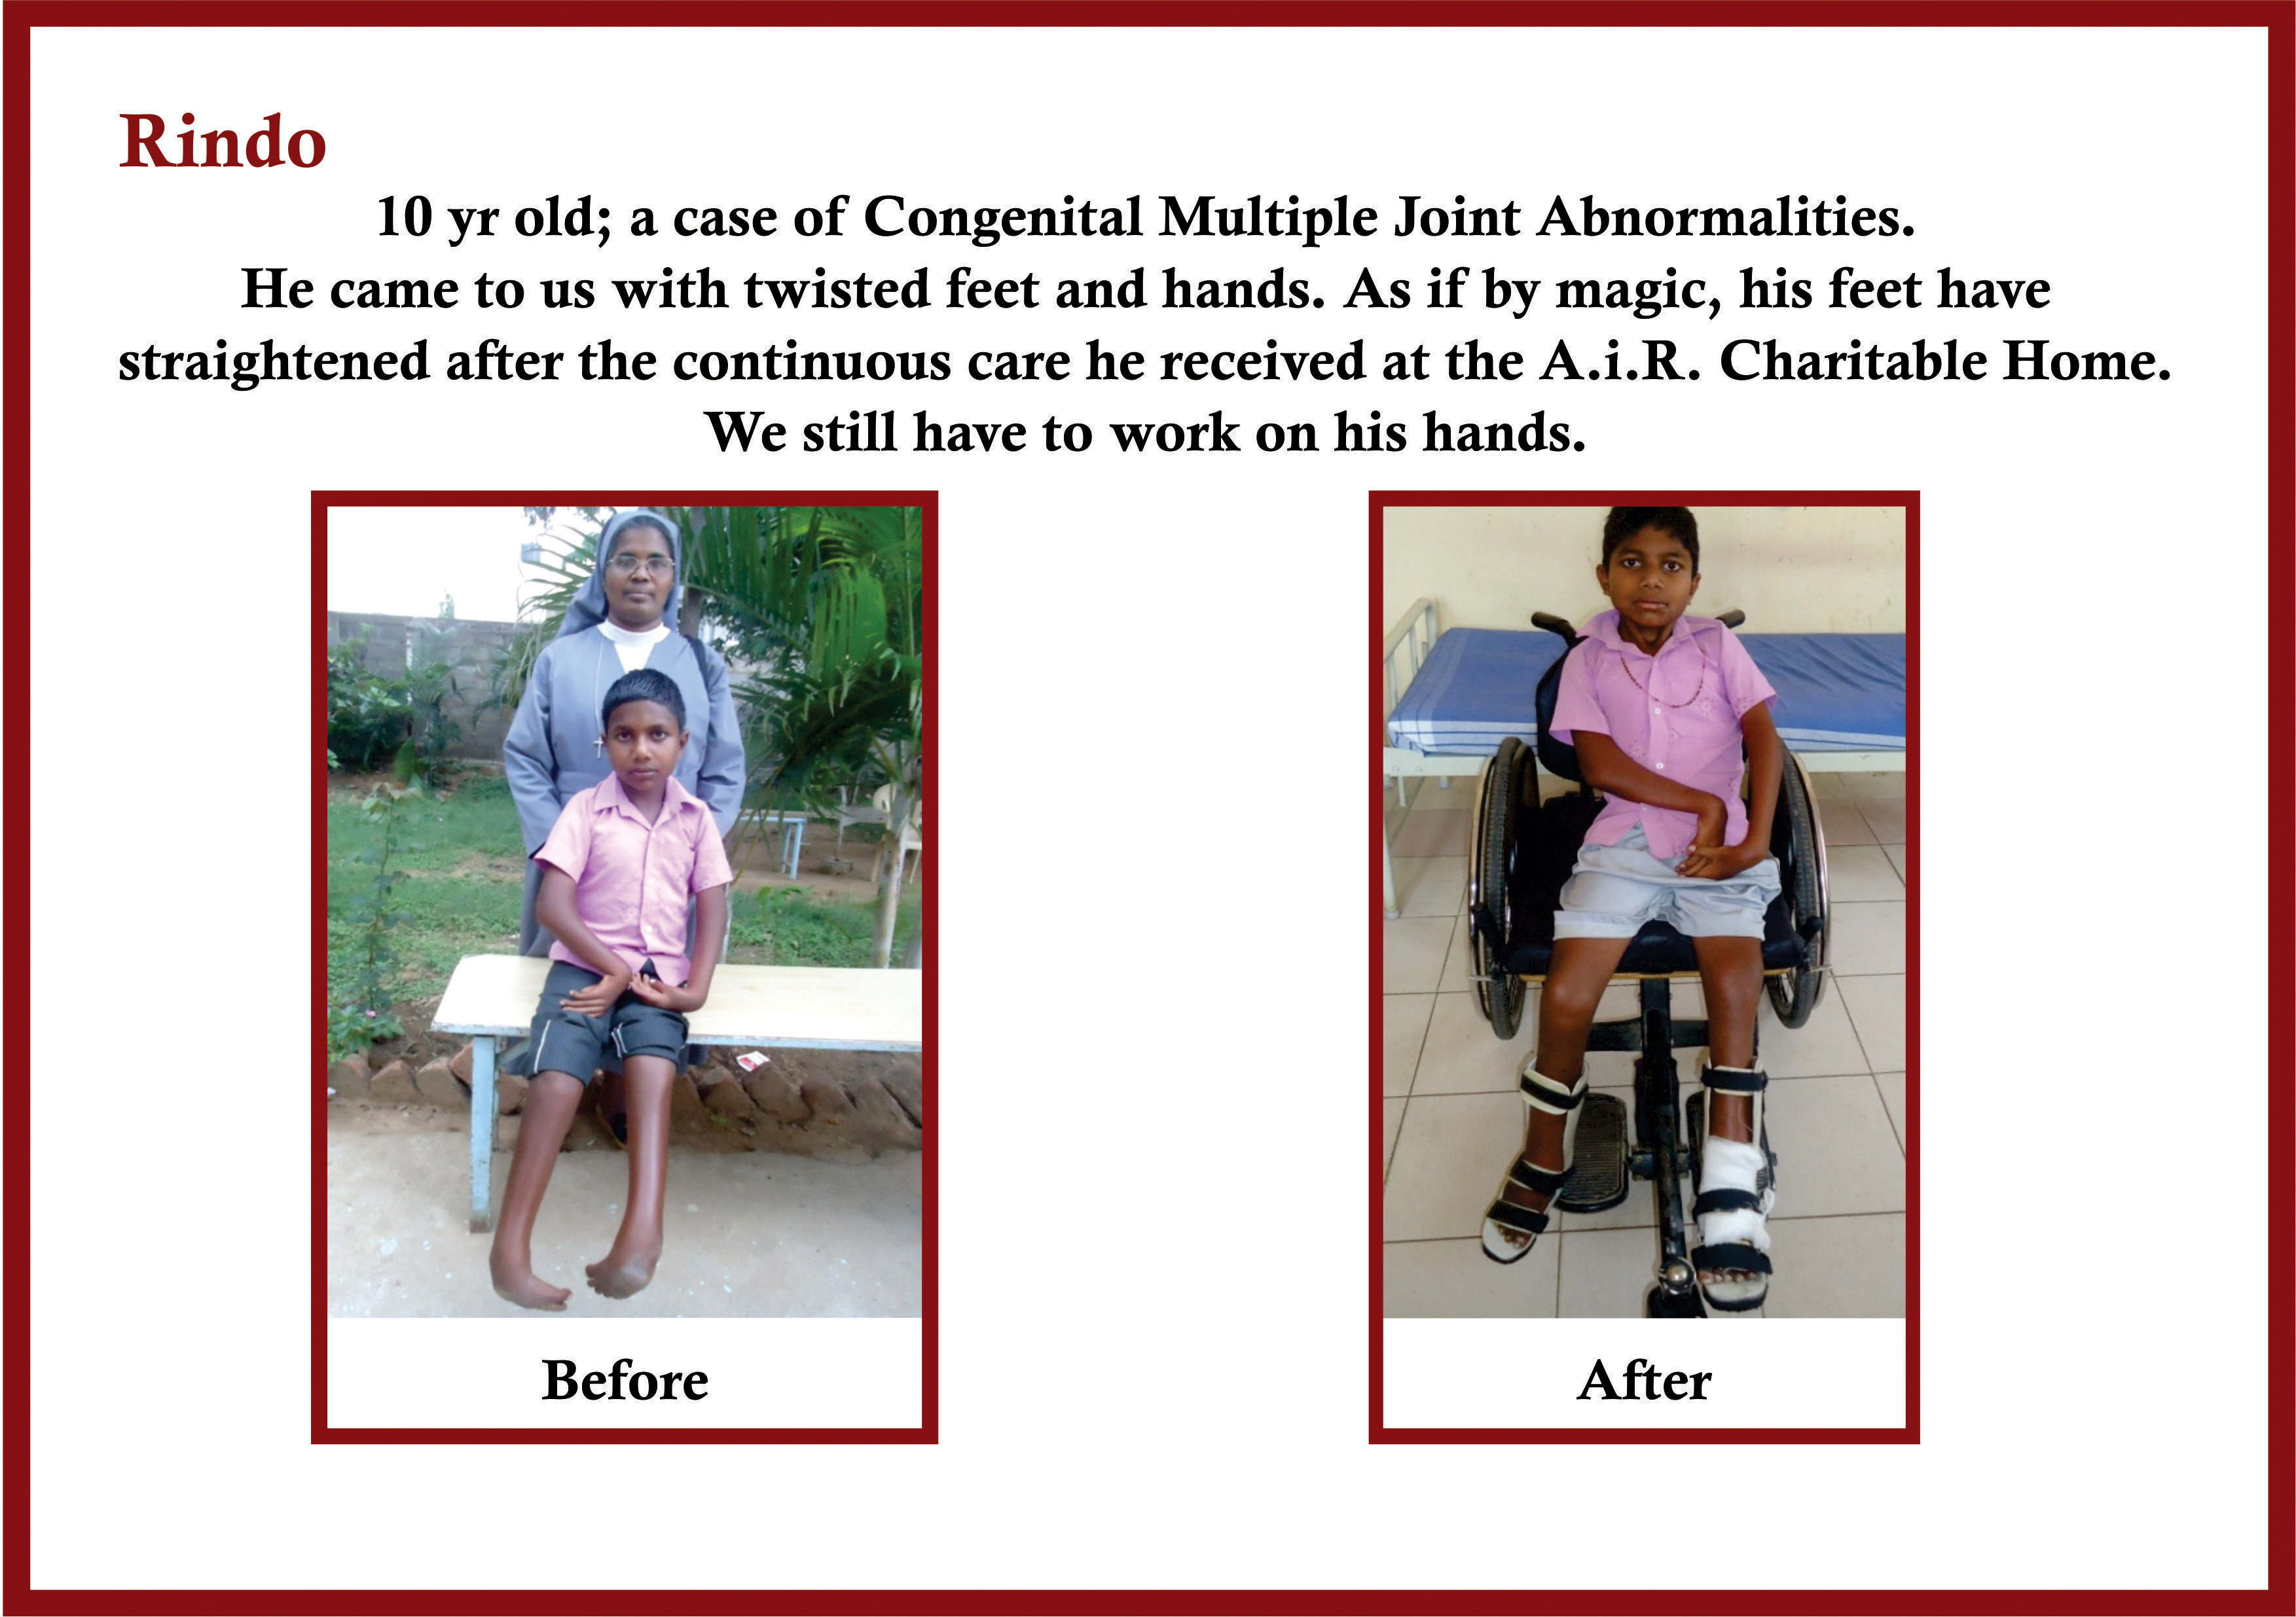 Rindo
10 yr old; a case of Congenital Multiple Joint Abnormalities.
He came to us with twisted feet and hands. As if by magic, his feet have
straightened after the continuous care he received at the A.i.R. Charitable Home.
We still have to work on his hands.
Before
After